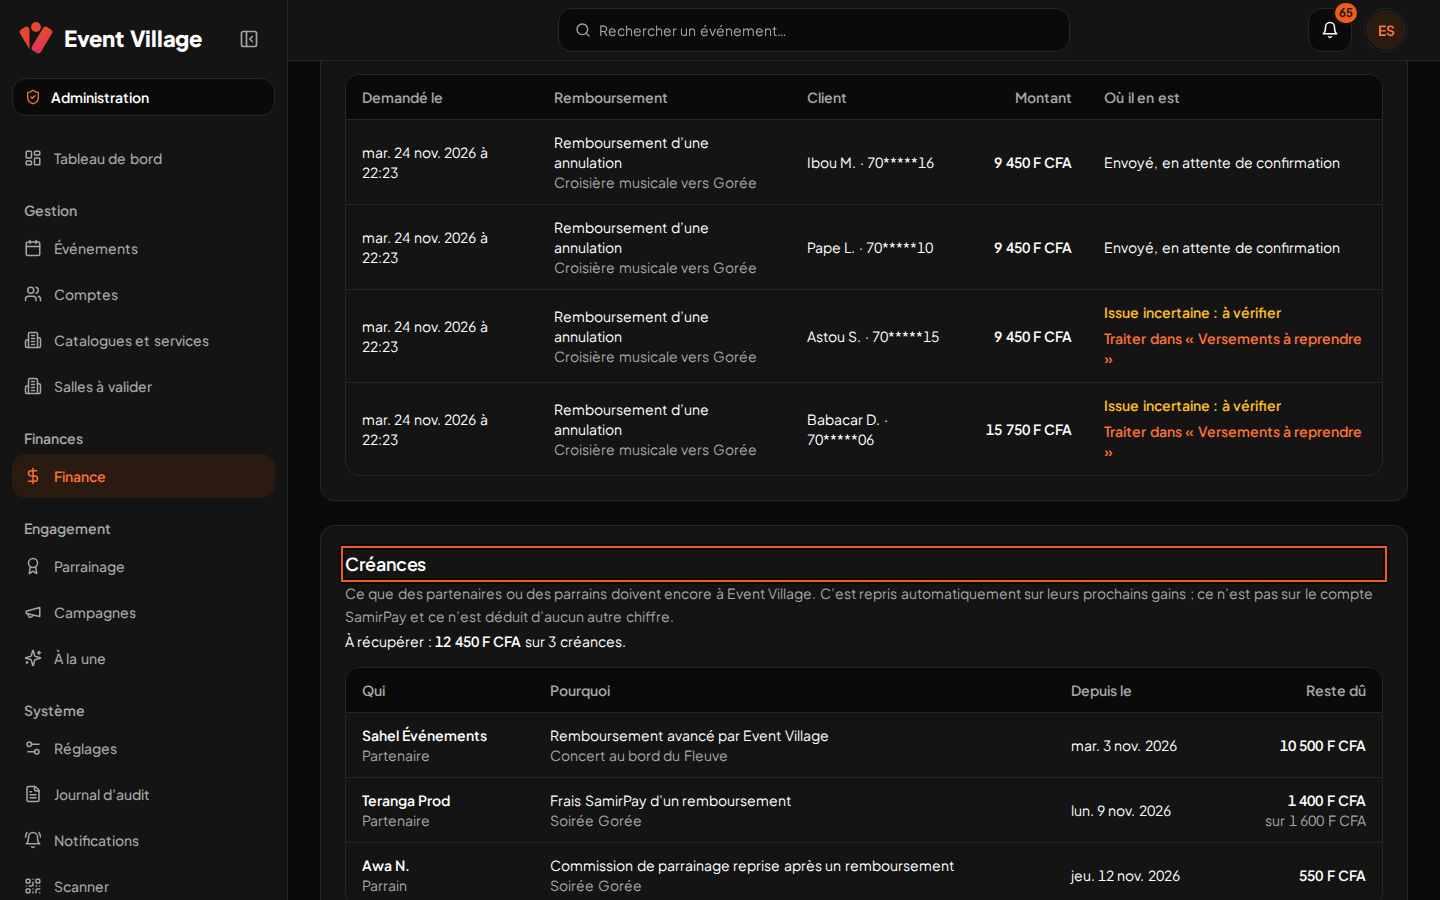 Event Village
Rechercher un événement...
65
ES
Administration
Tableau de bord
Gestion
Événements
Comptes
Catalogues et services
Salles à valider
Finances
Finance
Engagement
Parrainage
Campagnes
À la une
Système
Réglages
Journal d'audit
Notifications
Scanner
Demandé le Remboursement Client Montant Où il en est
mar. 24 nov. 2026 à
22:23
Remboursement d'une
annulation
Croisière musicale vers Gorée
Ibou M. · 70*****16
9 450 F CFA
Envoyé, en attente de confirmation
mar. 24 nov. 2026 à
22:23
Remboursement d'une
annulation
Croisière musicale vers Gorée
Pape L. · 70*****10
9 450 F CFA
Envoyé, en attente de confirmation
mar. 24 nov. 2026 à
22:23
Remboursement d'une
annulation
Croisière musicale vers Gorée
Astou S. · 70*****15
9 450 F CFA
Issue incertaine : à vérifier
Traiter dans « Versements à reprendre
»
mar. 24 nov. 2026 à
22:23
Remboursement d'une
annulation
Croisière musicale vers Gorée
Babacar D. ·
70*****06
15 750 F CFA
Issue incertaine : à vérifier
Traiter dans « Versements à reprendre
»
Créances
Ce que des partenaires ou des parrains doivent encore à Event Village. C'est repris automatiquement sur leurs prochains gains ; ce n'est pas sur le compte
SamirPay et ce n'est déduit d'aucun autre chiffre.
À récupérer : 12 450 F CFA sur 3 créances.
Qui Pourquoi Depuis le Reste dû
Sahel Événements
Partenaire
Remboursement avancé par Event Village
Concert au bord du Fleuve
mar. 3 nov. 2026
10 500 F CFA
Teranga Prod
Partenaire
Frais SamirPay d'un remboursement
Soirée Gorée
lun. 9 nov. 2026
1 400 F CFA
sur 1 600 F CFA
Awa N.
Parrain
Commission de parrainage reprise après un remboursement
Soirée Gorée
jeu. 12 nov. 2026
550 F CFA